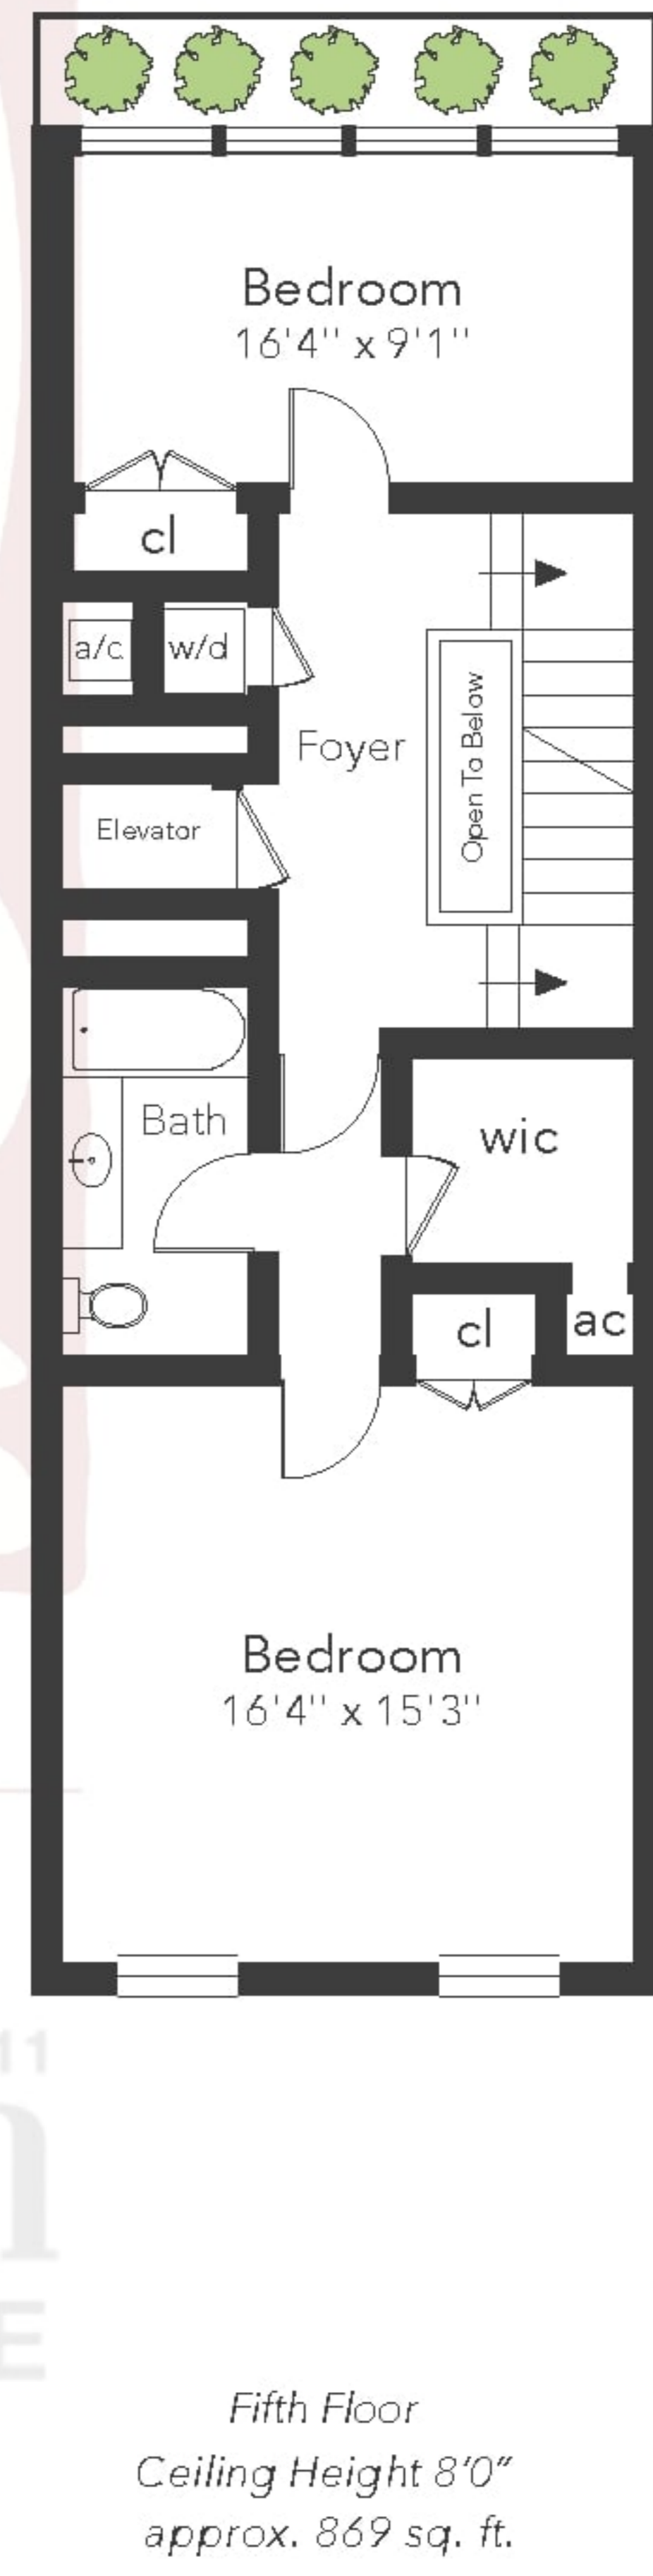 Bedroom
16'4" x 9'1"
cl
a/c
w/d
Foyer
Open To Below
Elevator
Bath
wic
cl
ac
Bedroom
16'4" x 15'3"
11
n
E
Fifth Floor
Ceiling Height 8'0"
approx. 869 sq. ft.